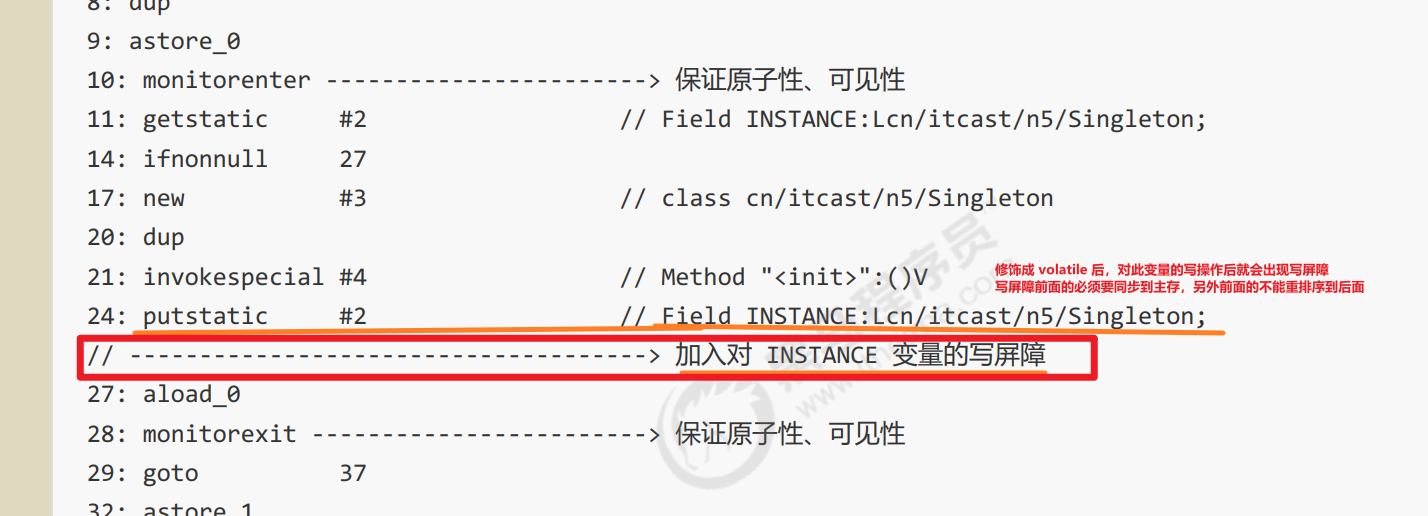 8: dup
9: astore_0
10: monitorenter -----------------------> 保证原子性、可见性
11: getstatic #2 // Field INSTANCE:Lcn/itcast/n5/Singleton;
14: ifnonnull 27
17: new #3 // class cn/itcast/n5/Singleton
20: dup
21: invokespecial #4 // Method "<init>":()V
修饰成 volatile 后，对此变量的写操作后就会出现写屏障
写屏障前面的必须要同步到主存，另外前面的不能重排序到后面
24: putstatic #2 // Field INSTANCE:Lcn/itcast/n5/Singleton;
// -------------------------------------> 加入对 INSTANCE 变量的写屏障
27: aload_0
28: monitorexit ------------------------> 保证原子性、可见性
29: goto 37
32: astore_1